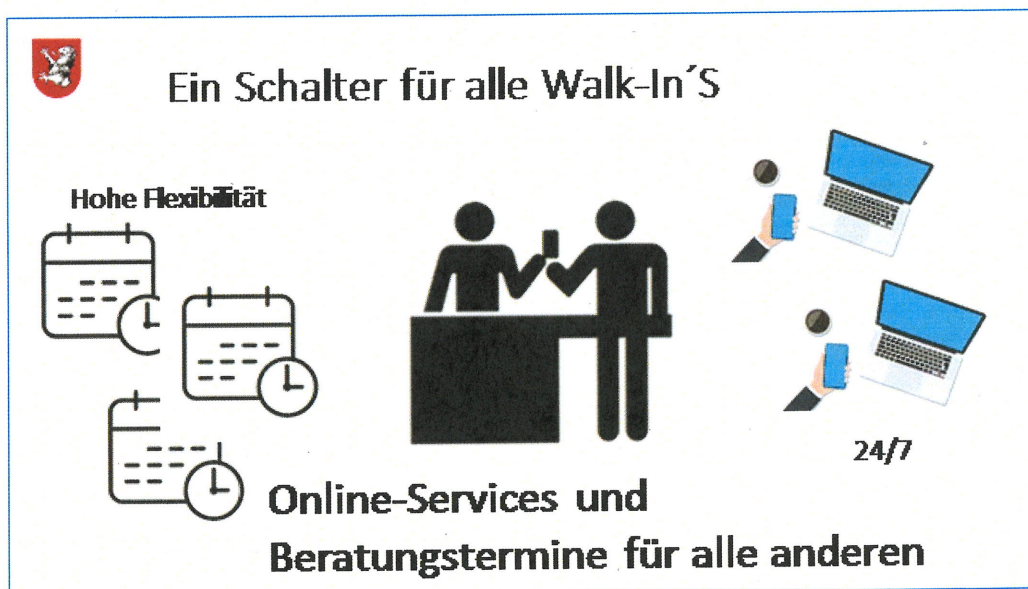 Ein Schalter für alle Walk-In´S
Hohe Flexibilität
24/7
Online-Services und
Beratungstermine für alle anderen